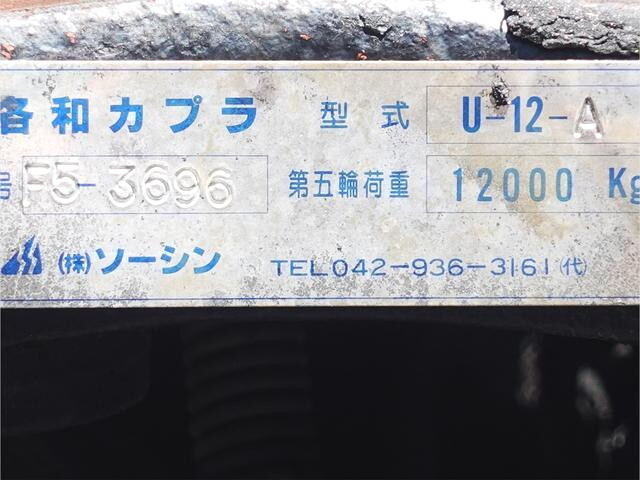 各和カプラ 型式 U-12-A
号 F5-3696 第五輪荷重 12000 Kg
(株)ソーシン TEL042-936-3161(代)